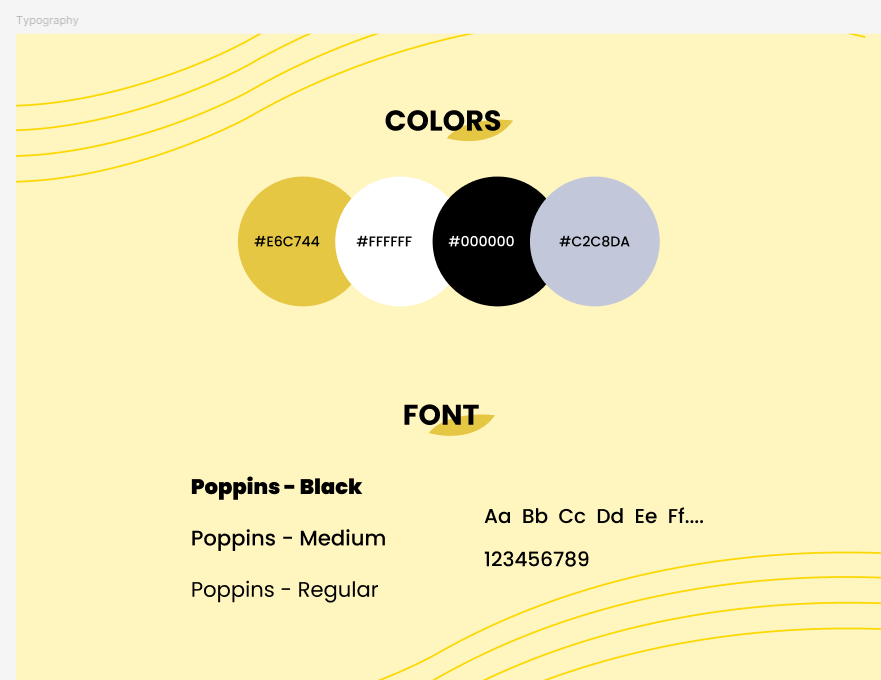 Typography
COLORS
#E6C744 #FFFFFF #000000 #C2C8DA
FONT
Poppins - Black
Poppins - Medium
Poppins - Regular
Aa Bb Cc Dd Ee Ff....
123456789